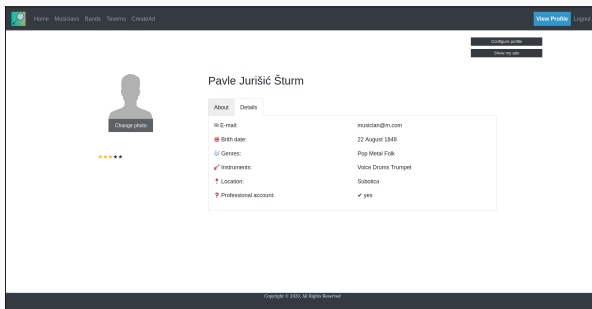 Home Musicians Bands Taverns CreateAd View Profile Logout
Configure profile
Show my ads
Pavle Jurišić Šturm
Change photo
About Details
E-mail: musician@m.com
Brith date: 22 August 1848
Genres: Pop Metal Folk
Instruments: Voice Drums Trumpet
Location: Subotica
Professional account: ✔ yes
Copyright © 2020, All Rights Reserved